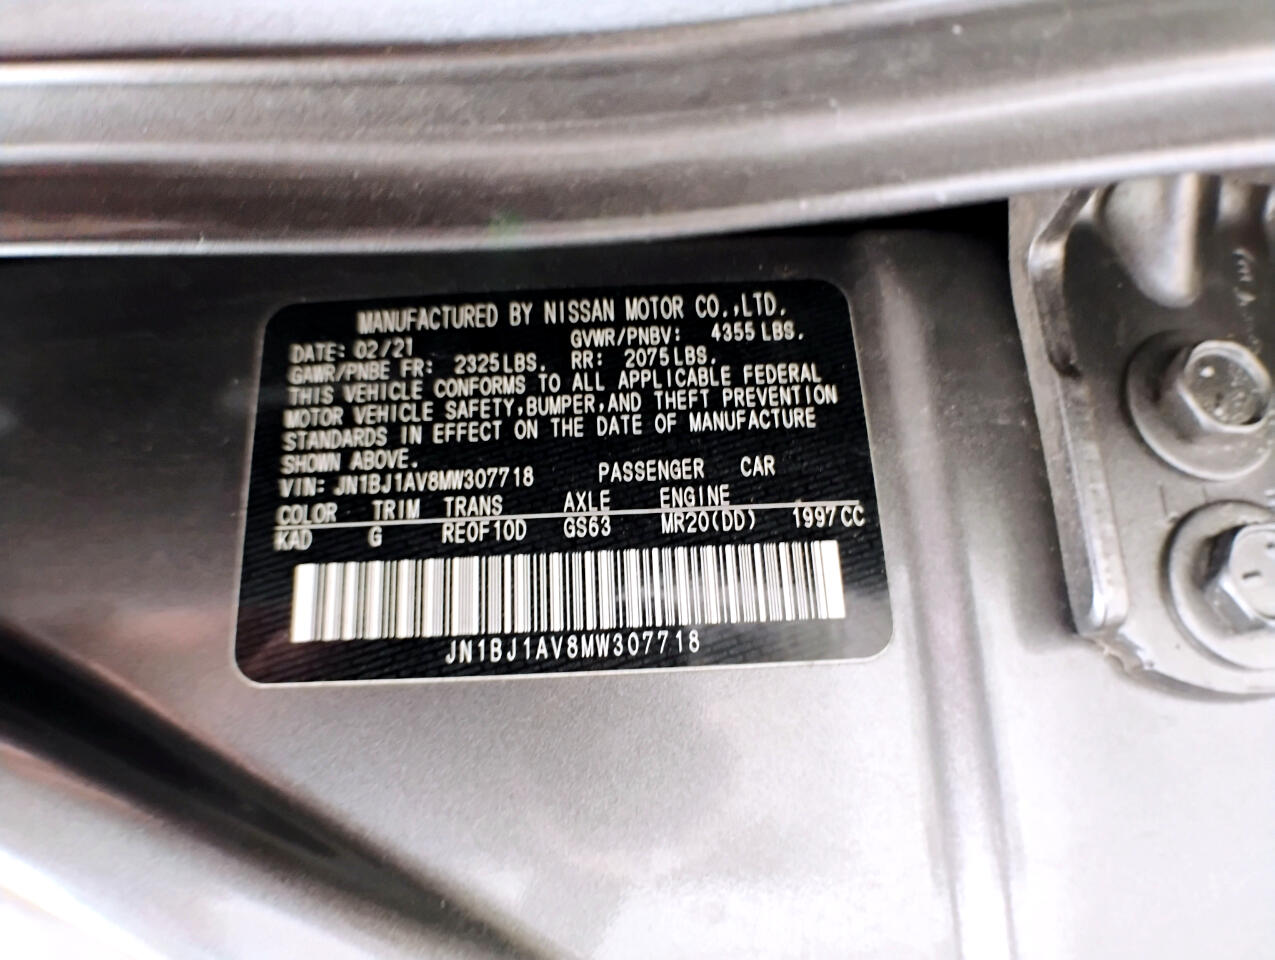 MANUFACTURED BY NISSAN MOTOR CO.,LTD.
DATE: 02/21 GVWR/PNBV: 4355 LBS.
GAWR/PNBE FR: 2325LBS. RR: 2075LBS.
THIS VEHICLE CONFORMS TO ALL APPLICABLE FEDERAL
MOTOR VEHICLE SAFETY,BUMPER,AND THEFT PREVENTION
STANDARDS IN EFFECT ON THE DATE OF MANUFACTURE
SHOWN ABOVE.
VIN: JN1BJ1AV8MW307718 PASSENGER CAR
COLOR TRIM TRANS AXLE ENGINE
KAD G RE0F10D GS63 MR20(DD) 1997CC
JN1BJ1AV8MW307718